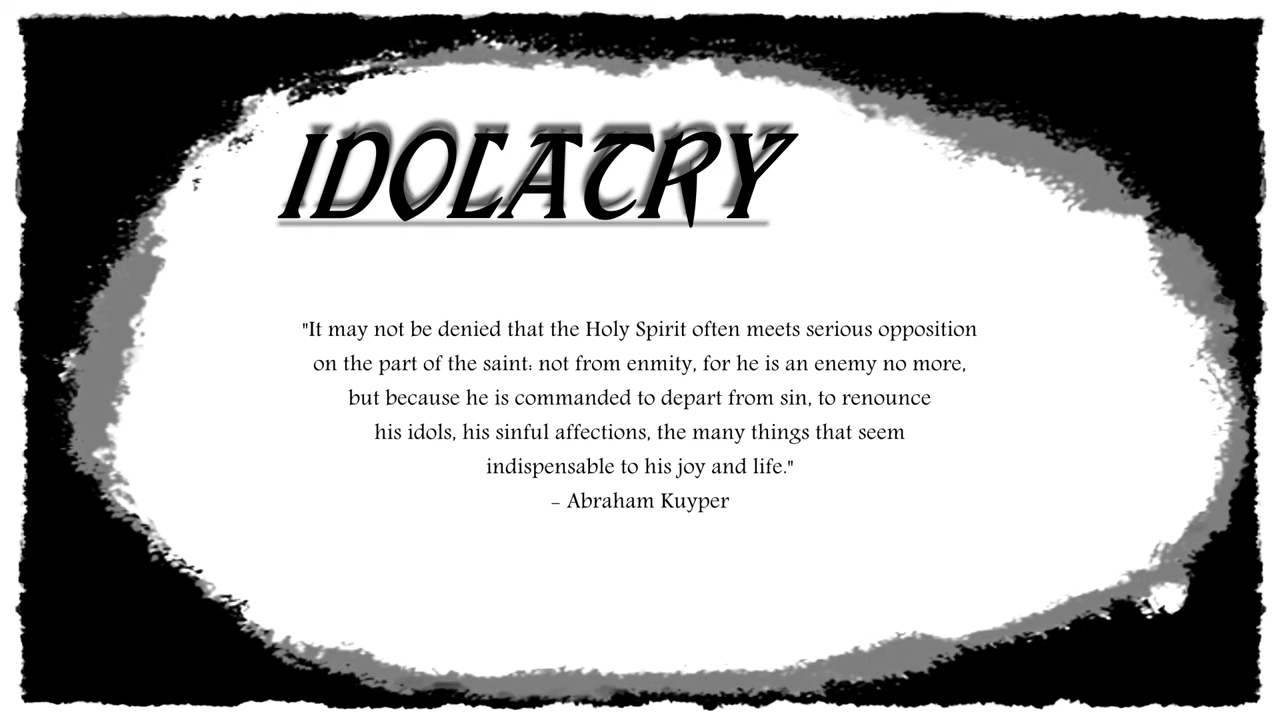 IDOLATRY
"It may not be denied that the Holy Spirit often meets serious opposition
on the part of the saint: not from enmity, for he is an enemy no more,
but because he is commanded to depart from sin, to renounce
his idols, his sinful affections, the many things that seem
indispensable to his joy and life."
- Abraham Kuyper